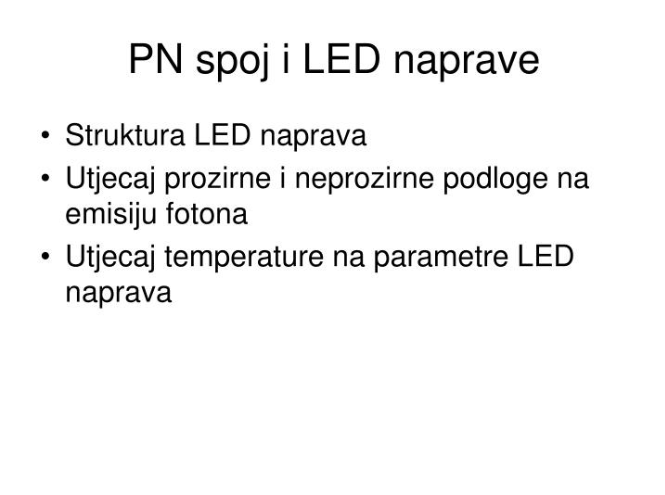 PN spoj i LED naprave
• Struktura LED naprava
• Utjecaj prozirne i neprozirne podloge na
emisiju fotona
• Utjecaj temperature na parametre LED
naprava